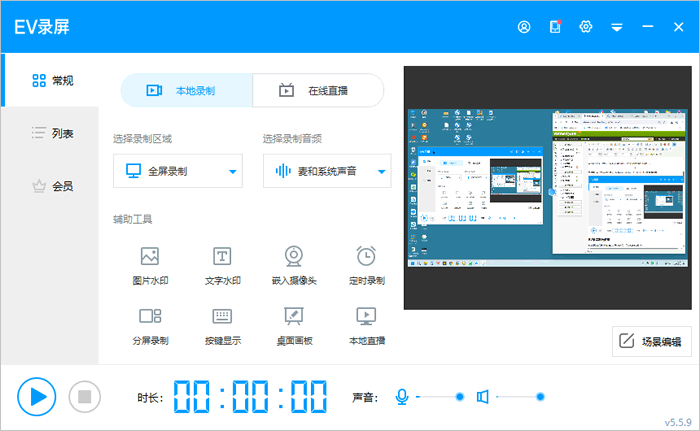 EV录屏
常规
列表
会员
本地录制
在线直播
选择录制区域
选择录制音频
全屏录制
麦和系统声音
辅助工具
图片水印
文字水印
嵌入摄像头
定时录制
分屏录制
按键显示
桌面画板
本地直播
场景编辑
时长:
00:00:00
声音:
v5.5.9